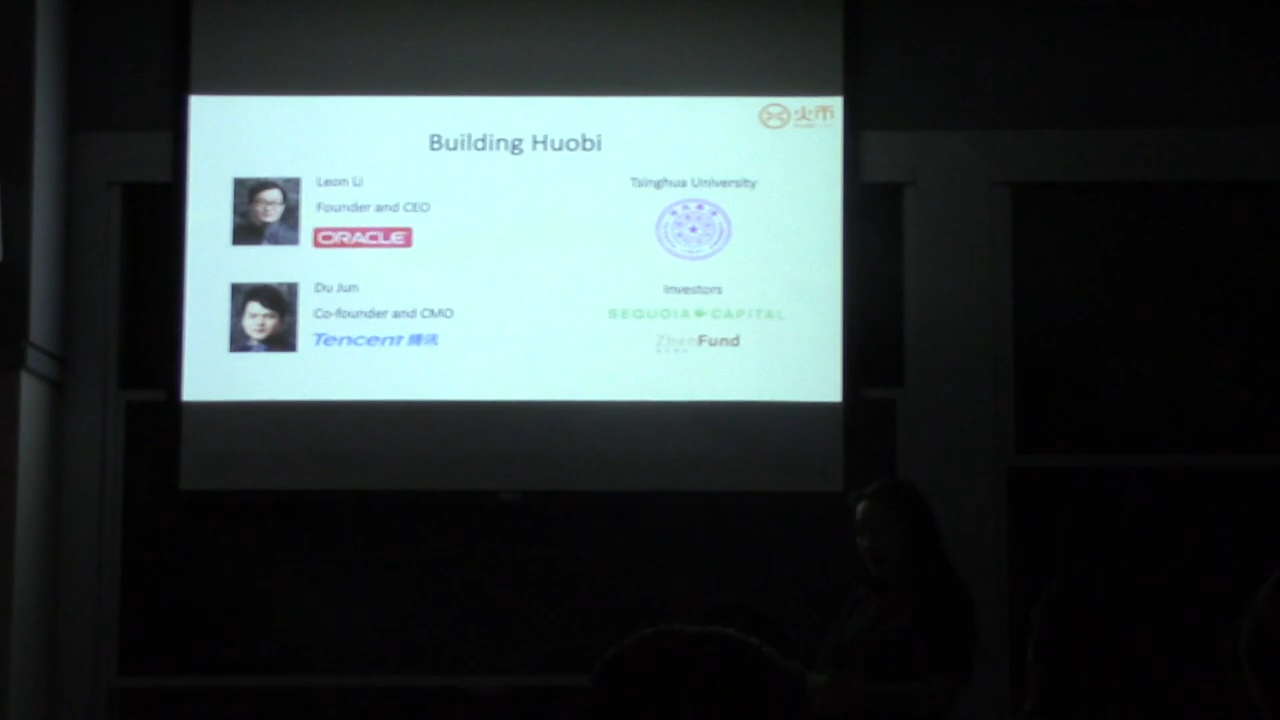 火币
Building Huobi
Leon Li
Founder and CEO
ORACLE
Du Jun
Co-founder and CMO
Tencent 腾讯
Tsinghua University
Investors
SEQUOIA CAPITAL
ZhenFund